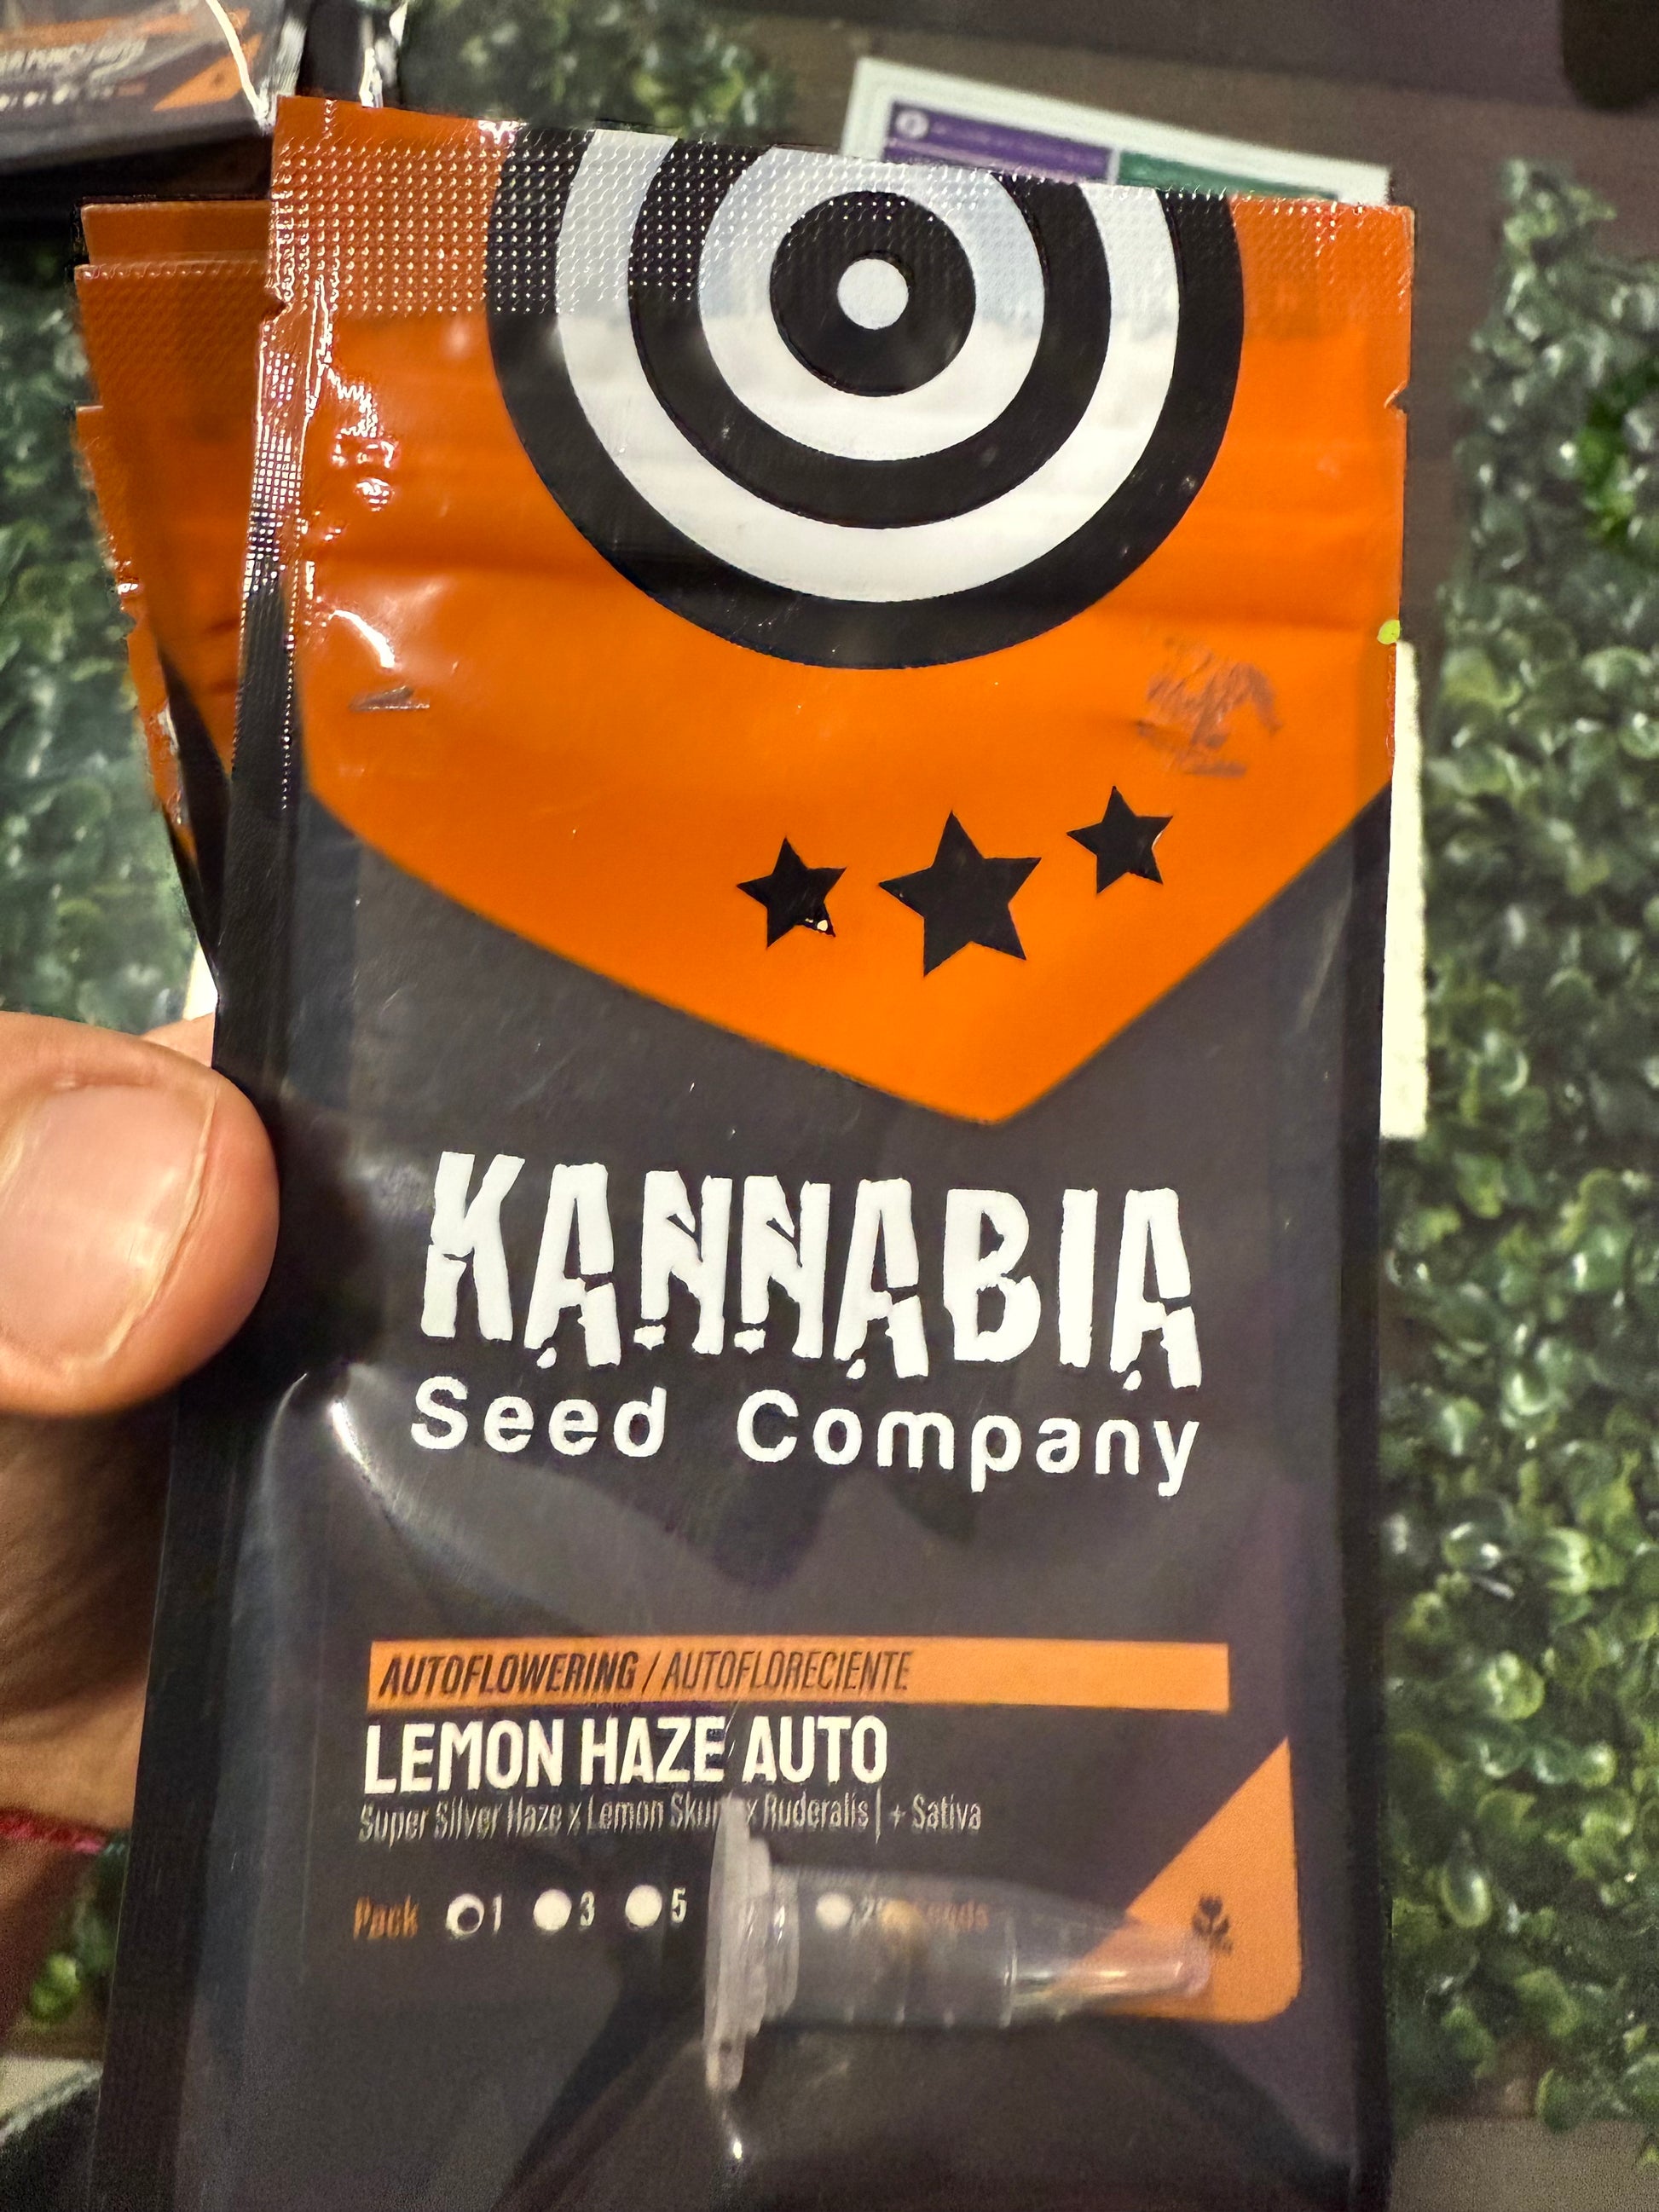 KANNABIA
Seed Company
AUTOFLOWERING / AUTOFLORECIENTE
LEMON HAZE AUTO
Super Silver Haze x Lemon Skunk x Ruderalis | + Sativa
Pack 1 3 5